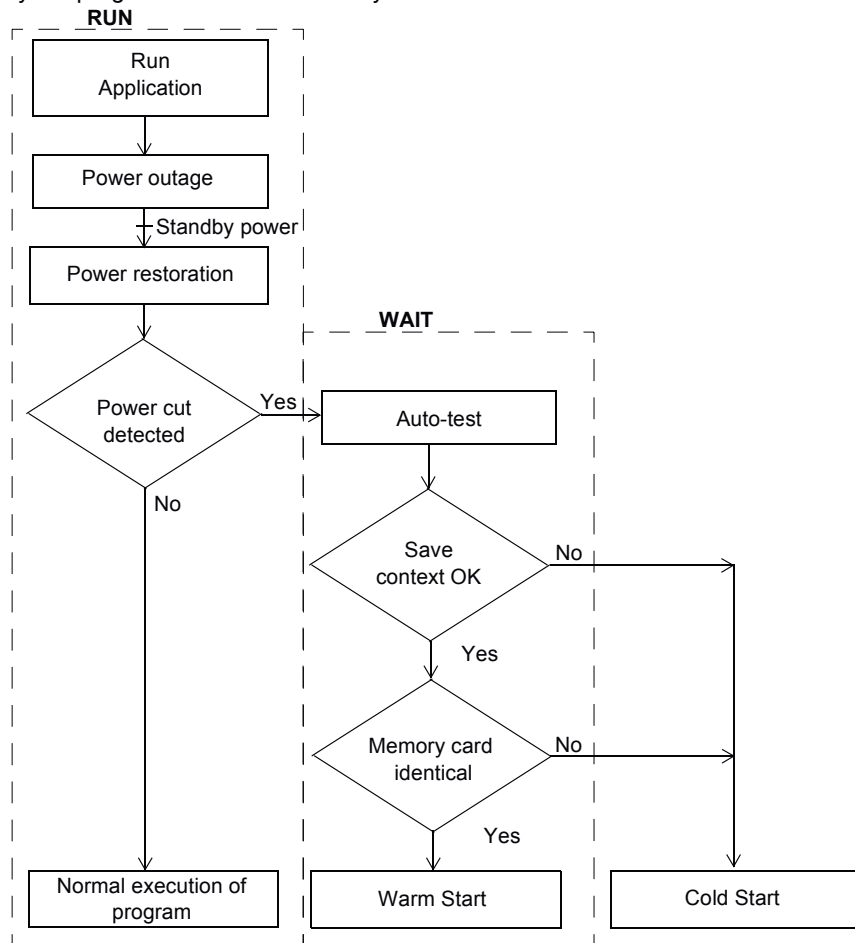 RUN
Run
Application
Power outage
Standby power
Power restoration
WAIT
Power cut
detected
Yes
Auto-test
No
Save
context OK
No
Yes
Memory card
identical
No
Yes
Normal execution of
program
Warm Start
Cold Start